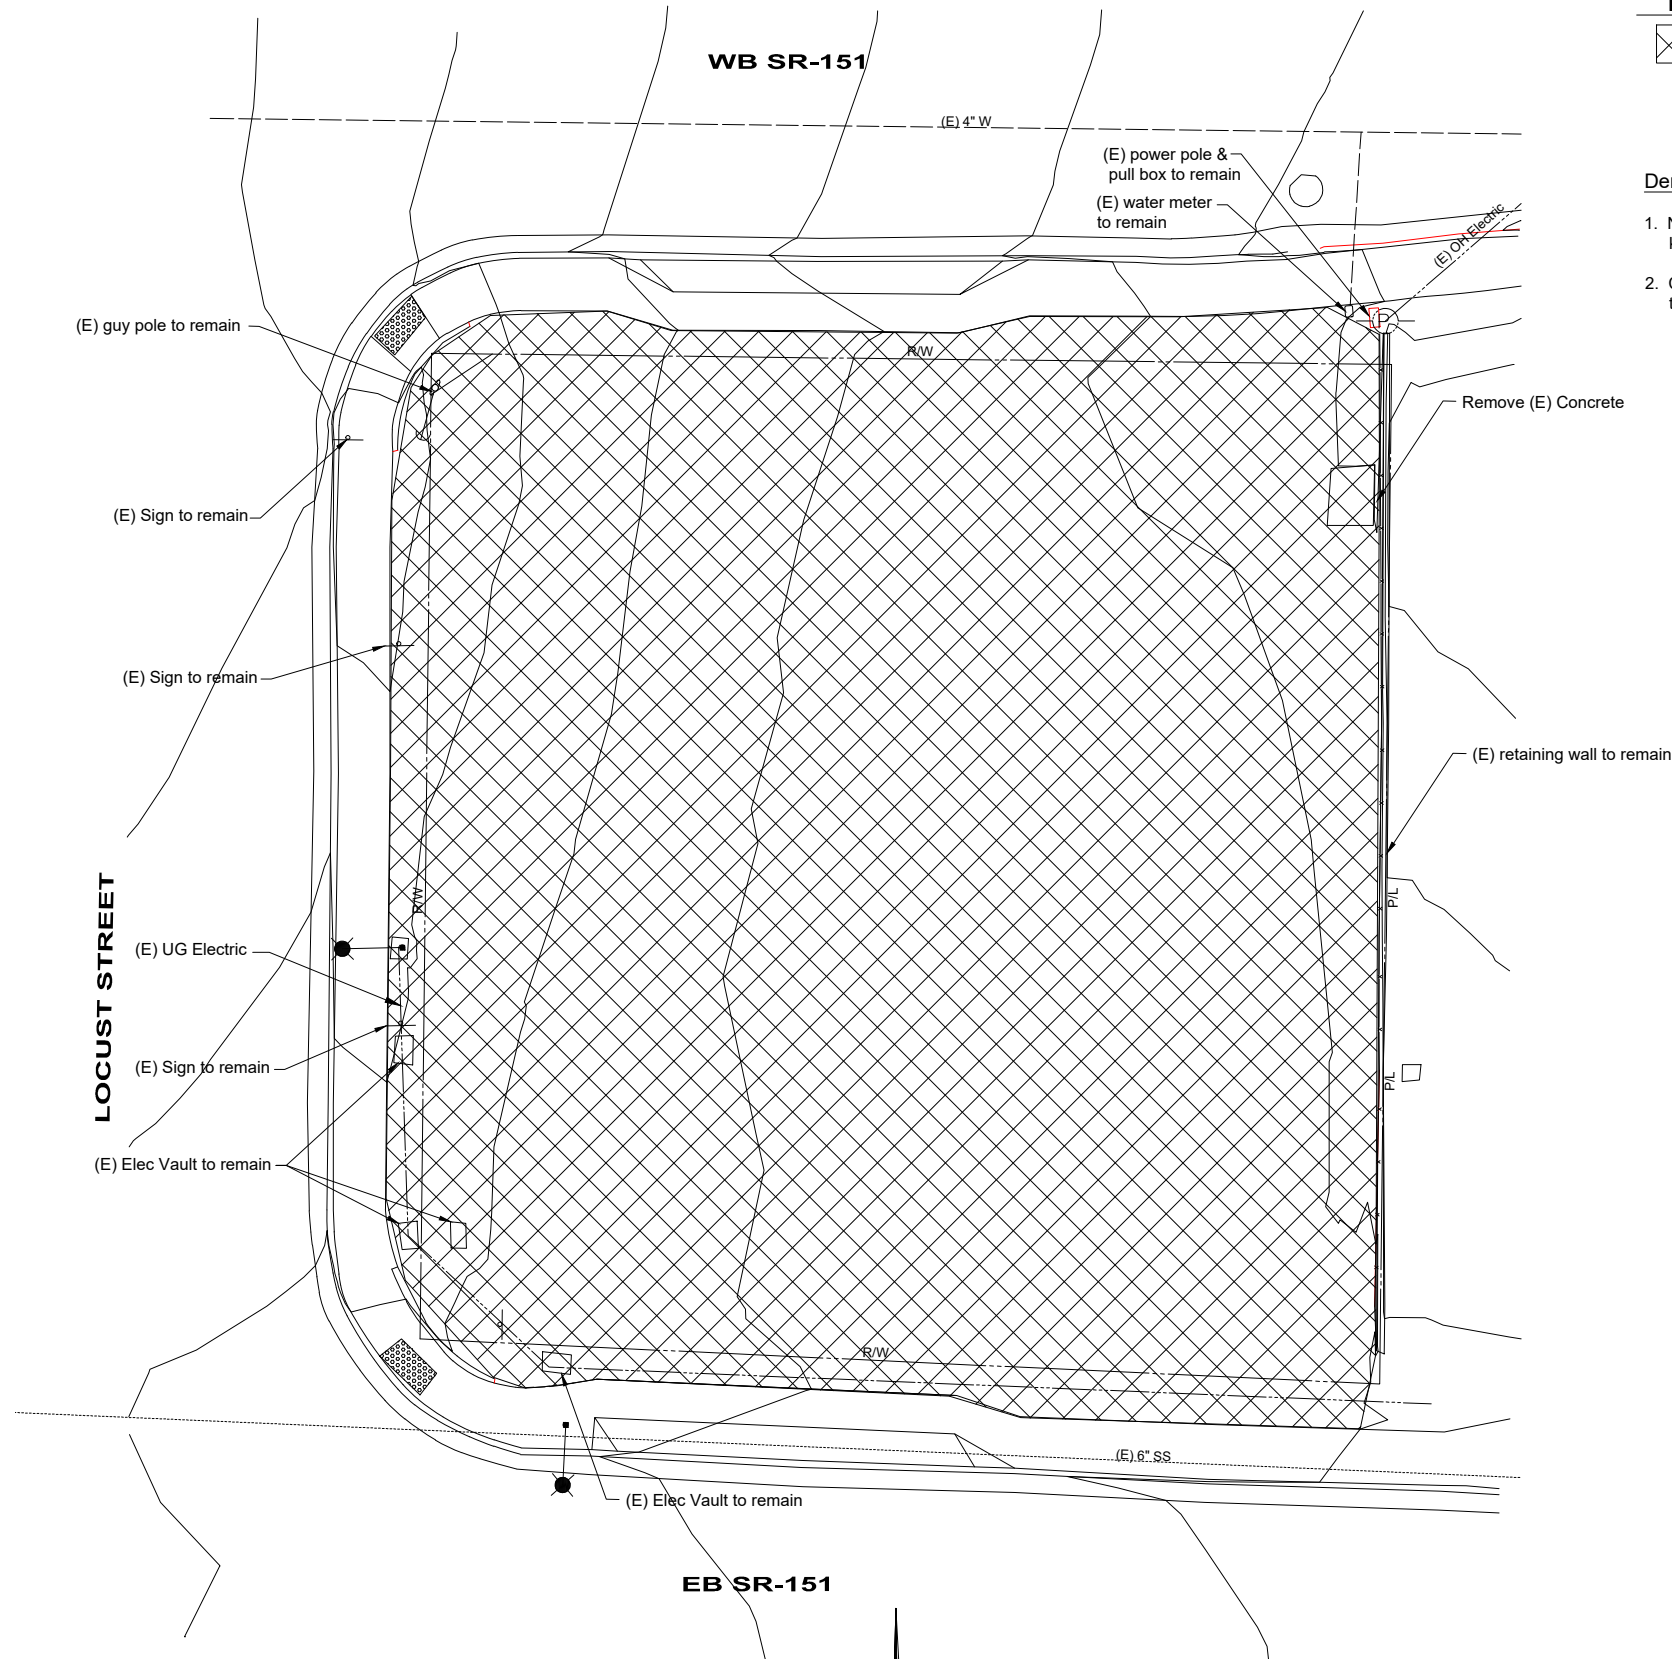 WB SR-151
(E) 4" W
(E) power pole &
pull box to remain
(E) water meter
to remain
(E) OH Electric
1.
2.
(E) guy pole to remain
R/W
P
Remove (E) Concrete
(E) Sign to remain
(E) Sign to remain
(E) retaining wall to remain
LOCUST STREET
R/W
P/L
(E) UG Electric
(E) Sign to remain
P/L
(E) Elec Vault to remain
R/W
(E) 6" SS
(E) Elec Vault to remain
EB SR-151